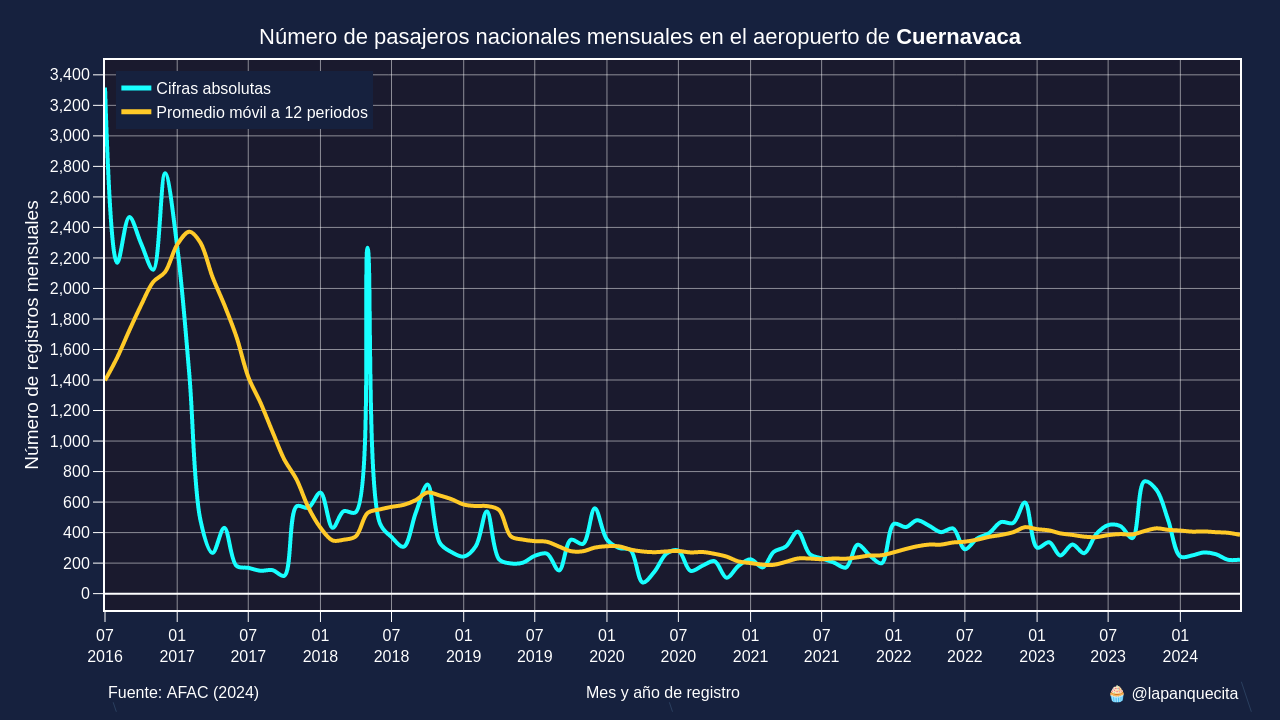 Número de pasajeros nacionales mensuales en el aeropuerto de Cuernavaca
Cifras absolutas
Promedio móvil a 12 periodos
Número de registros mensuales
3,400
3,200
3,000
2,800
2,600
2,400
2,200
2,000
1,800
1,600
1,400
1,200
1,000
800
600
400
200
0
07 01 07 01 07 01 07 01 07 01 07 01 07 01 07 01
2016 2017 2017 2018 2018 2019 2019 2020 2020 2021 2021 2022 2022 2023 2023 2024
Fuente: AFAC (2024)
Mes y año de registro
🧁 @lapanquecita